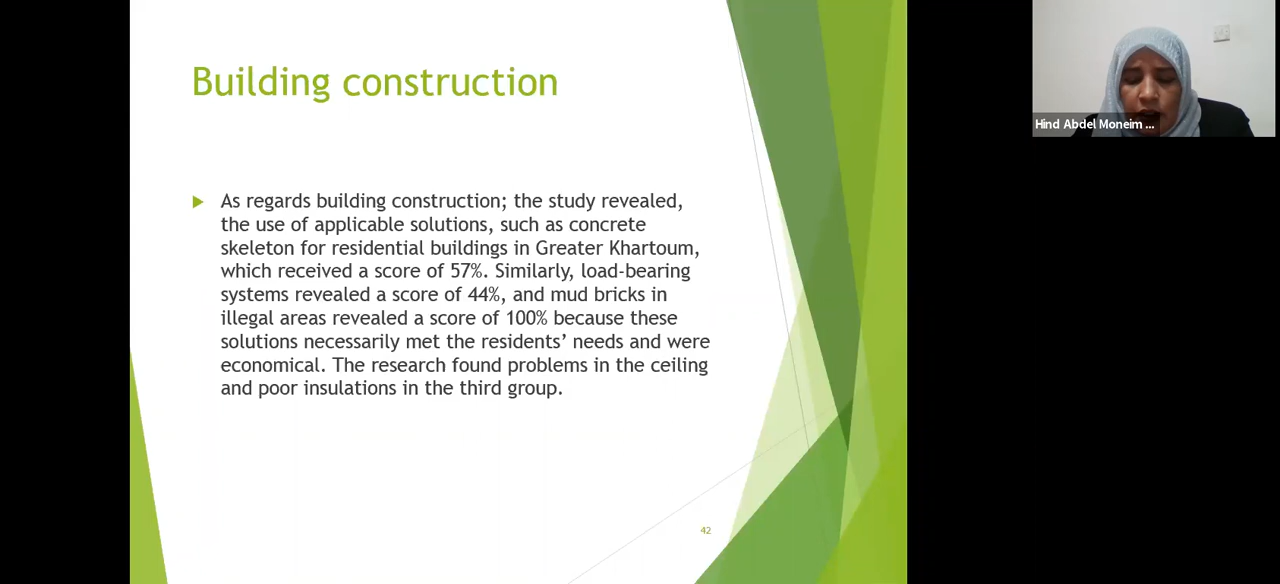 Building construction
As regards building construction; the study revealed,
the use of applicable solutions, such as concrete
skeleton for residential buildings in Greater Khartoum,
which received a score of 57%. Similarly, load-bearing
systems revealed a score of 44%, and mud bricks in
illegal areas revealed a score of 100% because these
solutions necessarily met the residents’ needs and were
economical. The research found problems in the ceiling
and poor insulations in the third group.
42
Hind Abdel Moneim ...